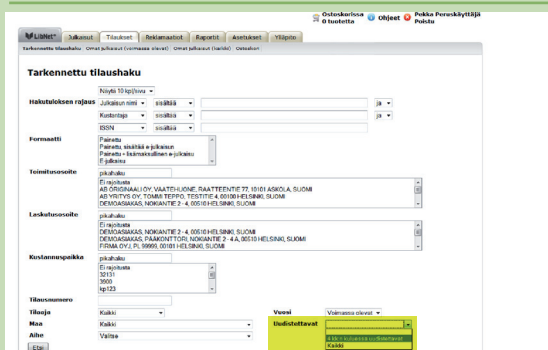 Ostoskorissa 0 tuotetta Ohjeet Pekka Peruskäyttäjä Poistu
LibNet Julkaisut Tilaukset Reklamaatiot Raportit Asetukset Ylläpito
Tarkennettu tilaushaku Omat julkaisut (voimassa olevat) Omat julkaisut (kaikki) Ostoskori
Tarkennettu tilaushaku
Näytä 10 kpl/sivu
Hakutuloksen rajaus Julkaisun nimi sisältää ja
Kustantaja sisältää ja
ISSN sisältää
Formaatti Painettu
Painettu, sisältää e-julkaisun
Painettu + lisämaksullinen e-julkaisu
E-julkaisu
Toimitusosoite pikahaku
Ei rajoitusta
AB ORIGINAALI OY, VAATEHUONE, RAATTEENTIE 77, 10101 ASKOLA, SUOMI
AB YRITYS OY, TOMMI TEPPO, TESTITIE 4, 00100 HELSINKI, SUOMI
DEMOASIAKAS, NOKIANTIE 2 - 4, 00510 HELSINKI, SUOMI
Laskutusosoite pikahaku
Ei rajoitusta
DEMOASIAKAS, NOKIANTIE 2 - 4, 00510 HELSINKI, SUOMI
DEMOASIAKAS, PÄÄKONTTORI, NOKIANTIE 2 - 4 A, 00510 HELSINKI, SUOMI
FIRMA OYJ, PL 99999, 00101 HELSINKI, SUOMI
Kustannuspaikka pikahaku
Ei rajoitusta
32131
3900
kp123
Tilausnumero
Tilaaja Kaikki Vuosi Voimassa olevat
Maa Kaikki Uudistettavat
Aihe Valitse 4 kk:n kuluessa uudistettavat
Etsi Kaikki